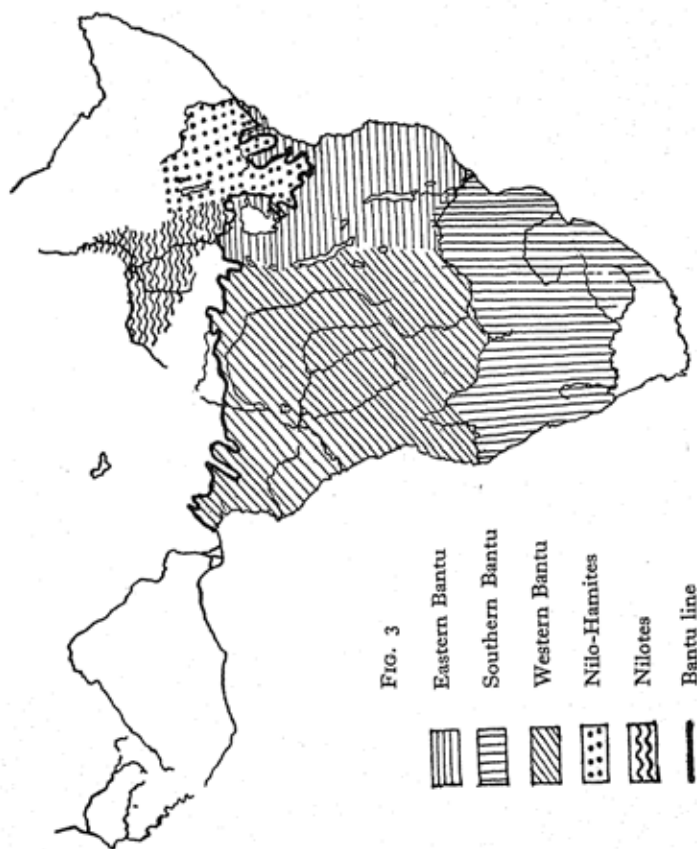 FIG. 3
Eastern Bantu
Southern Bantu
Western Bantu
Nilo-Hamites
Nilotes
Bantu line